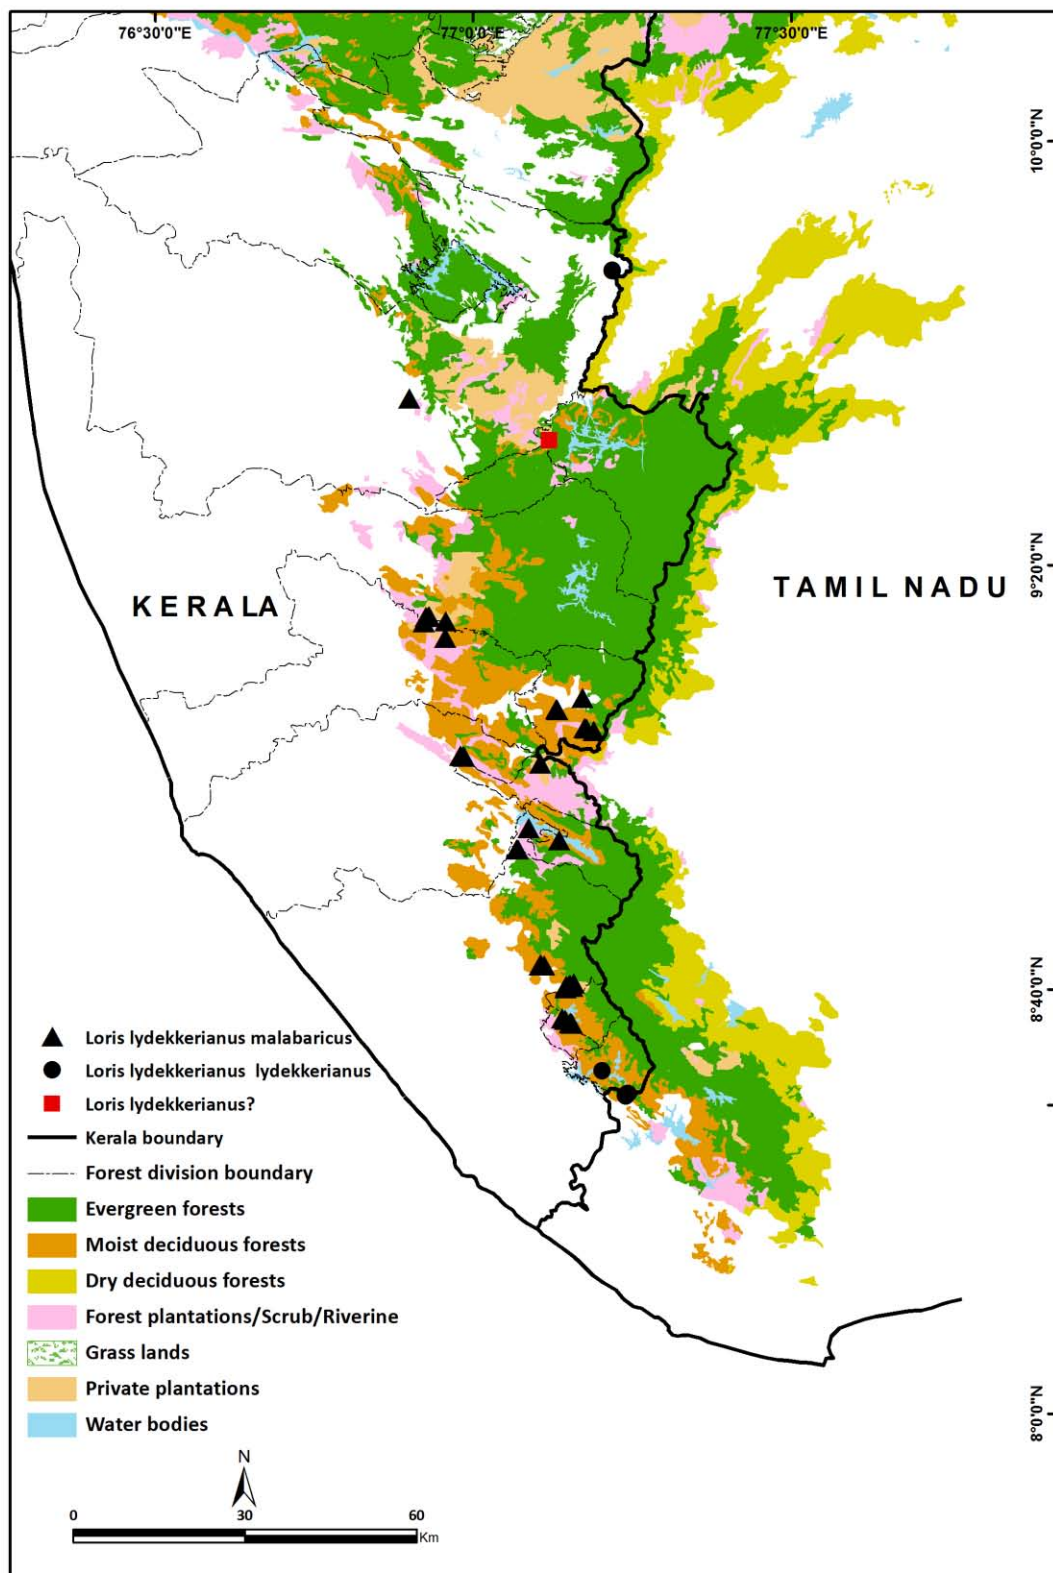 76°30'0"E
77°0'0"E
77°30'0"E
10°0'0"N
9°20'0"N
KERALA
TAMIL NADU
8°40'0"N
8°0'0"N
Loris lydekkerianus malabaricus
Loris lydekkerianus lydekkerianus
Loris lydekkerianus?
Kerala boundary
Forest division boundary
Evergreen forests
Moist deciduous forests
Dry deciduous forests
Forest plantations/Scrub/Riverine
Grass lands
Private plantations
Water bodies
N
0 30 60
Km